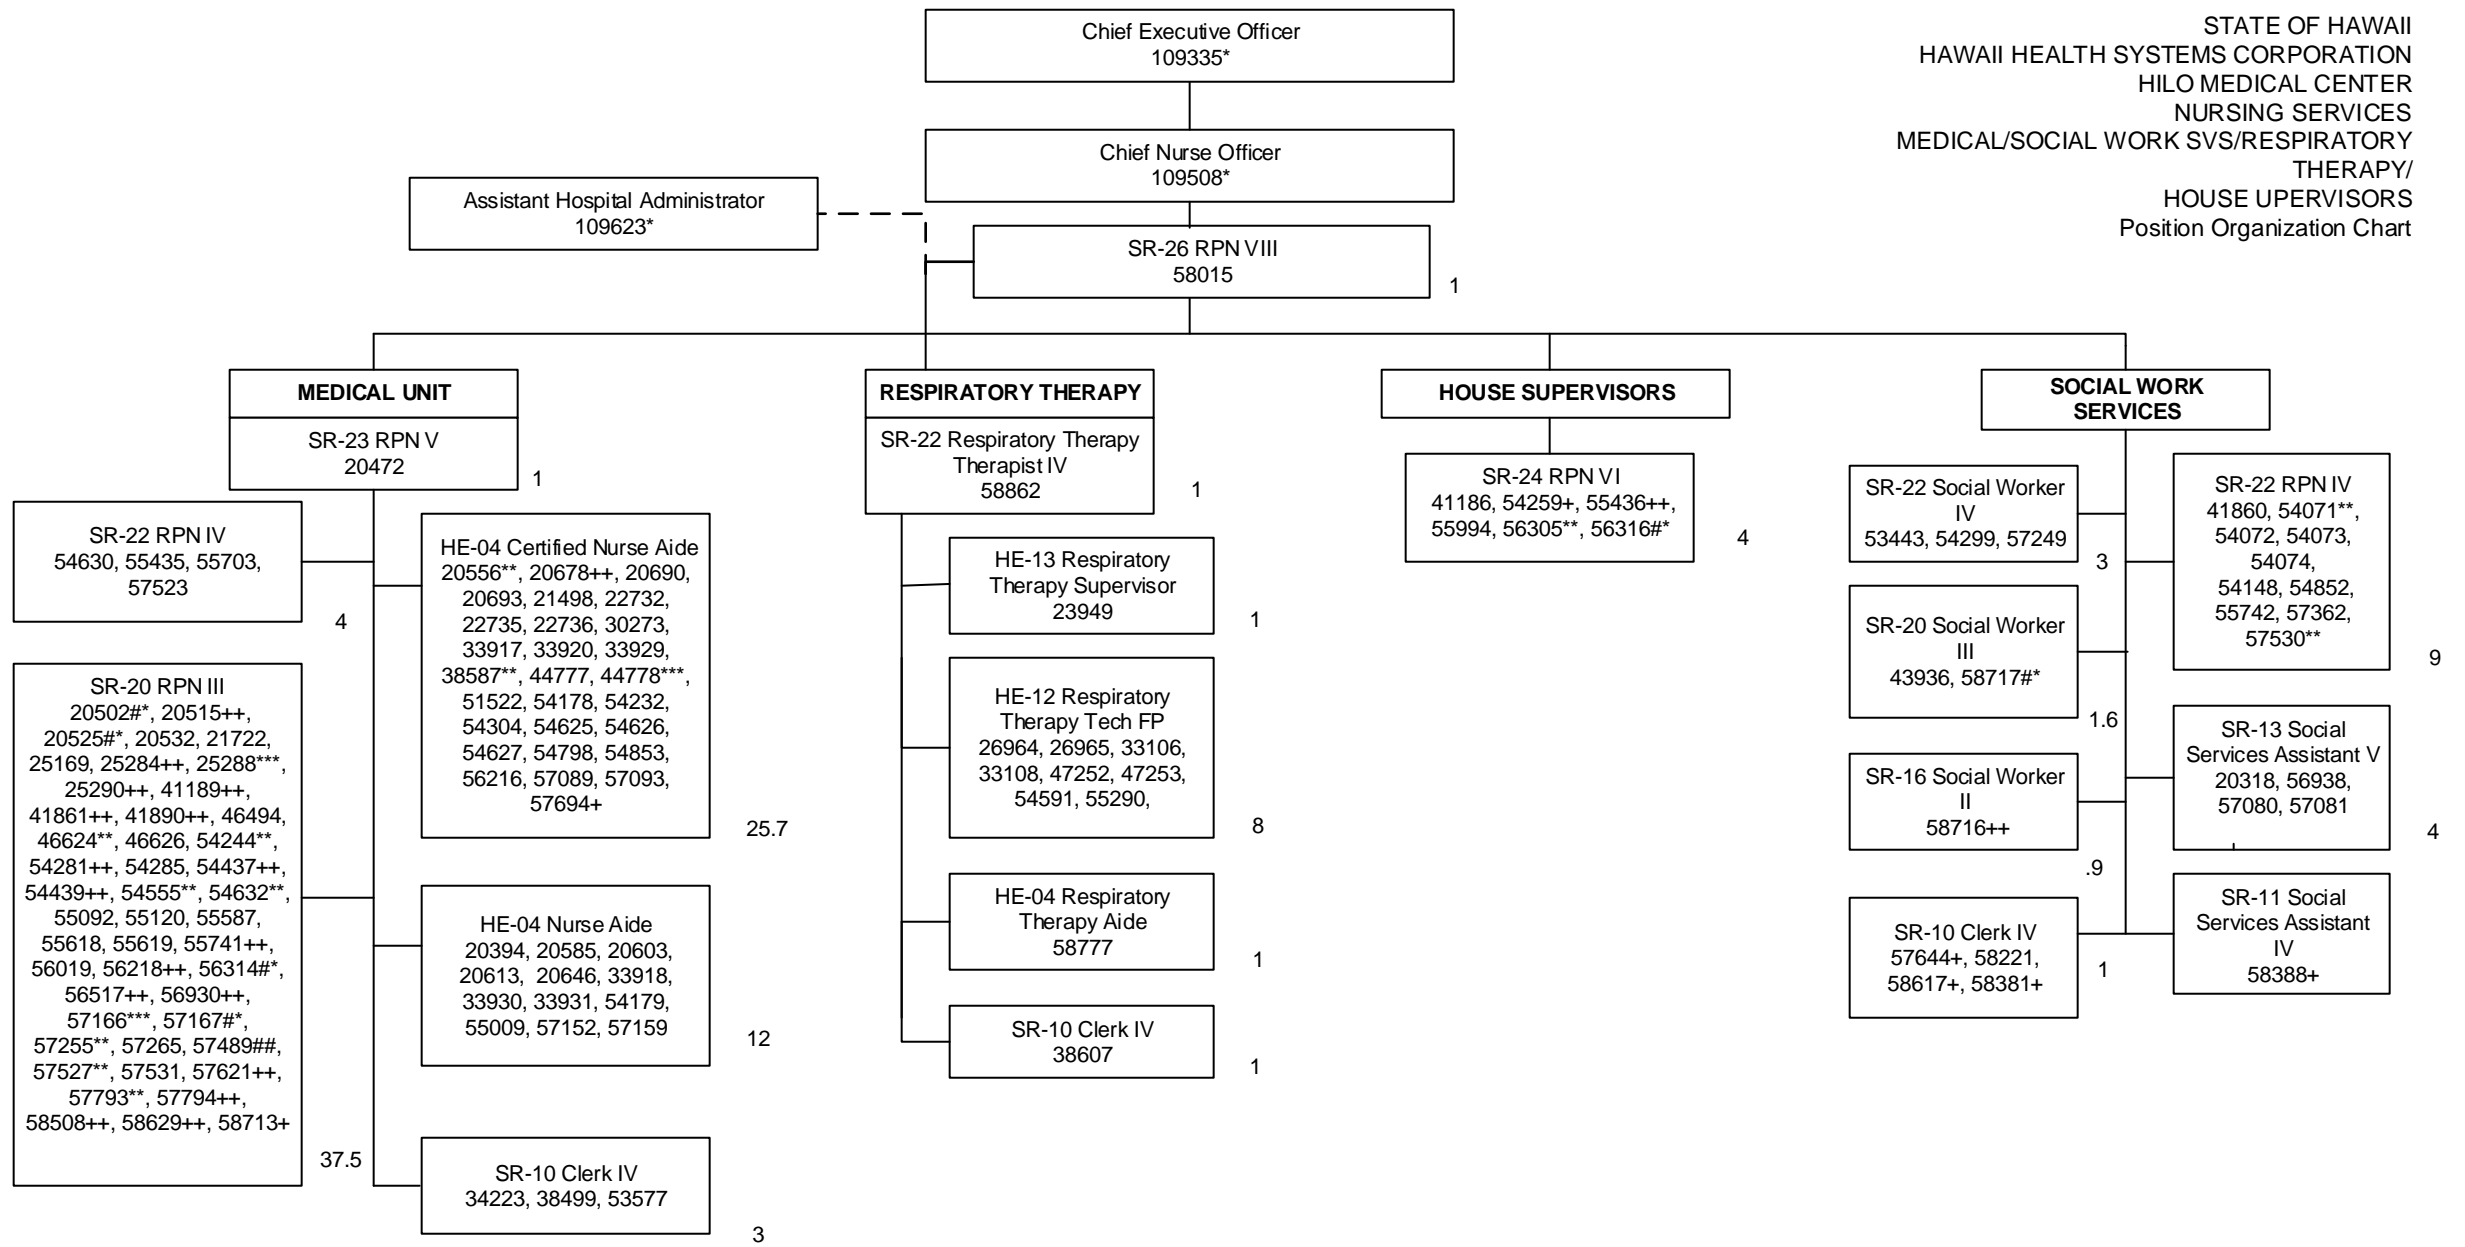 STATE OF HAWAII
HAWAII HEALTH SYSTEMS CORPORATION
HILO MEDICAL CENTER
NURSING SERVICES
MEDICAL/SOCIAL WORK SVS/RESPIRATORY
THERAPY/
HOUSE UPERVISORS
Position Organization Chart
Chief Executive Officer
109335*
Chief Nurse Officer
109508*
Assistant Hospital Administrator
109623*
SR-26 RPN VIII
58015
1
MEDICAL UNIT
SR-23 RPN V
20472
1
SR-22 RPN IV
54630, 55435, 55703,
57523
4
SR-20 RPN III
20502#*, 20515++,
20525#*, 20532, 21722,
25169, 25284++, 25288***,
25290++, 41189++,
41861++, 41890++, 46494,
46624**, 46626, 54244**,
54281++, 54285, 54437++,
54439++, 54555**, 54632**,
55092, 55120, 55587,
55618, 55619, 55741++,
56019, 56218++, 56314#*,
56517++, 56930++,
57166***, 57167#*,
57255**, 57265, 57489##,
57527**, 57531, 57621++,
57793**, 57794++,
58508++, 58629++, 58713+
37.5
HE-04 Certified Nurse Aide
20556**, 20678++, 20690,
20693, 21498, 22732,
22735, 22736, 30273,
33917, 33920, 33929,
38587**, 44777, 44778***,
51522, 54178, 54232,
54304, 54625, 54626,
54627, 54798, 54853,
56216, 57089, 57093,
57694+
25.7
HE-04 Nurse Aide
20394, 20585, 20603,
20613, 20646, 33918,
33930, 33931, 54179,
55009, 57152, 57159
12
SR-10 Clerk IV
34223, 38499, 53577
3
RESPIRATORY THERAPY
SR-22 Respiratory Therapy
Therapist IV
58862
1
HE-13 Respiratory
Therapy Supervisor
23949
1
HE-12 Respiratory
Therapy Tech FP
26964, 26965, 33106,
33108, 47252, 47253,
54591, 55290,
8
HE-04 Respiratory
Therapy Aide
58777
1
SR-10 Clerk IV
38607
1
HOUSE SUPERVISORS
SR-24 RPN VI
41186, 54259+, 55436++,
55994, 56305**, 56316#*
4
SOCIAL WORK
SERVICES
SR-22 Social Worker
IV
53443, 54299, 57249
3
SR-20 Social Worker
III
43936, 58717#*
1.6
SR-16 Social Worker
II
58716++
.9
SR-10 Clerk IV
57644+, 58221,
58617+, 58381+
1
SR-22 RPN IV
41860, 54071**,
54072, 54073,
54074,
54148, 54852,
55742, 57362,
57530**
9
SR-13 Social
Services Assistant V
20318, 56938,
57080, 57081
4
SR-11 Social
Services Assistant
IV
58388+